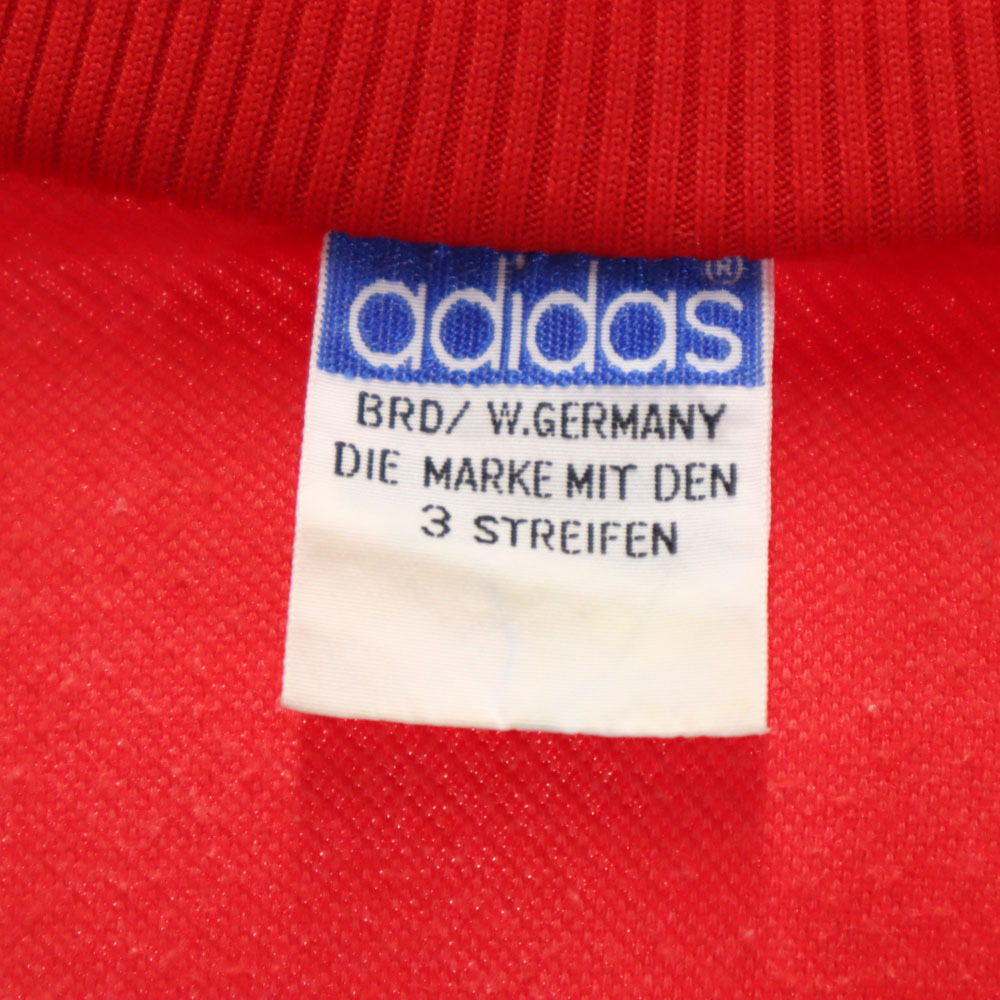 adidas®
BRD/ W.GERMANY
DIE MARKE MIT DEN
3 STREIFEN